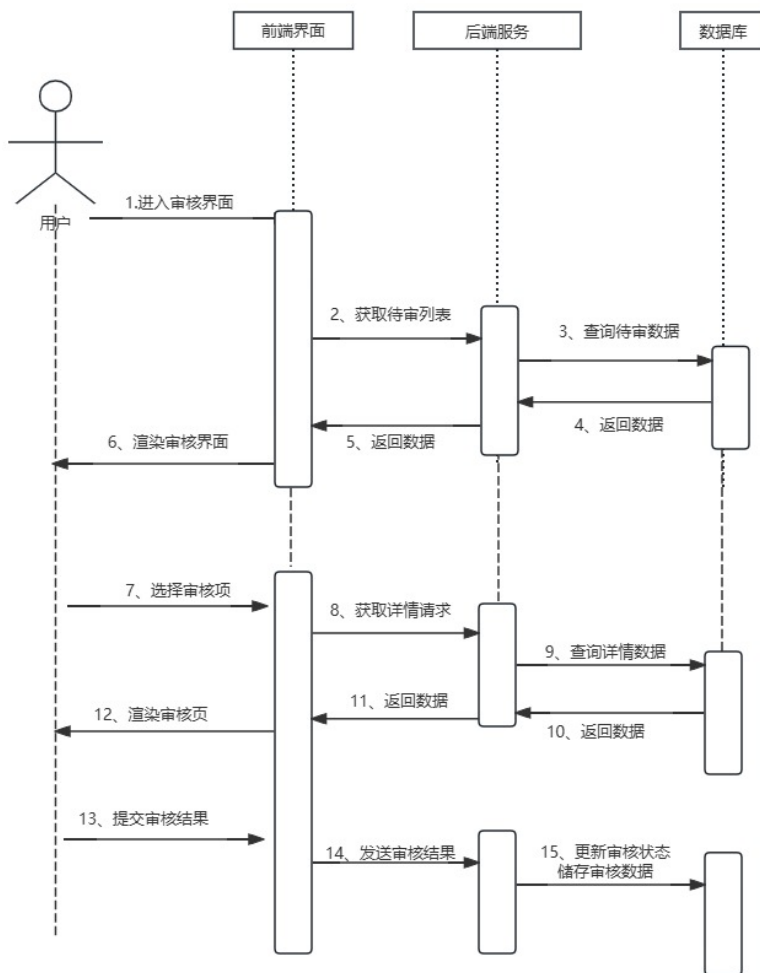 前端界面
后端服务
数据库
用户
1.进入审核界面
2、获取待审列表
3、查询待审数据
4、返回数据
5、返回数据
6、渲染审核界面
7、选择审核项
8、获取详情请求
9、查询详情数据
10、返回数据
11、返回数据
12、渲染审核页
13、提交审核结果
14、发送审核结果
15、更新审核状态
储存审核数据